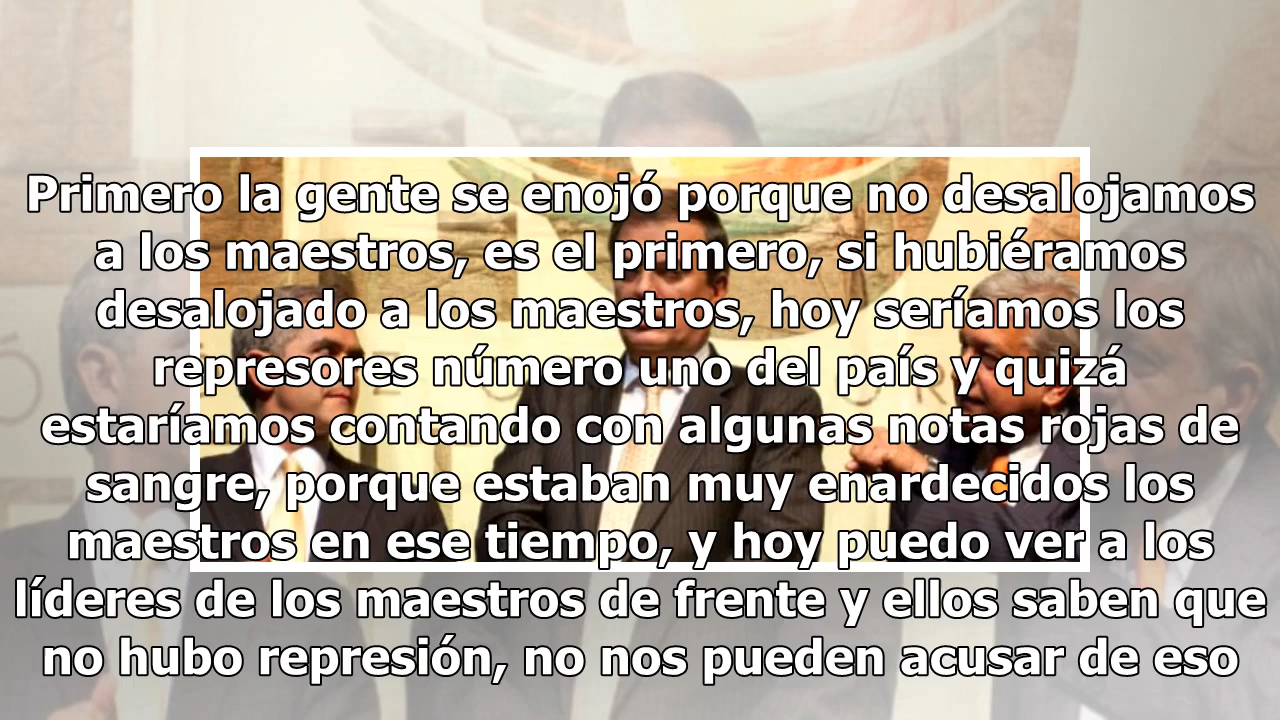 Primero la gente se enojó porque no desalojamos
a los maestros, es el primero, si hubiéramos
desalojado a los maestros, hoy seríamos los
represores número uno del país y quizá
estaríamos contando con algunas notas rojas de
sangre, porque estaban muy enardecidos los
maestros en ese tiempo, y hoy puedo ver a los
líderes de los maestros de frente y ellos saben que
no hubo represión, no nos pueden acusar de eso